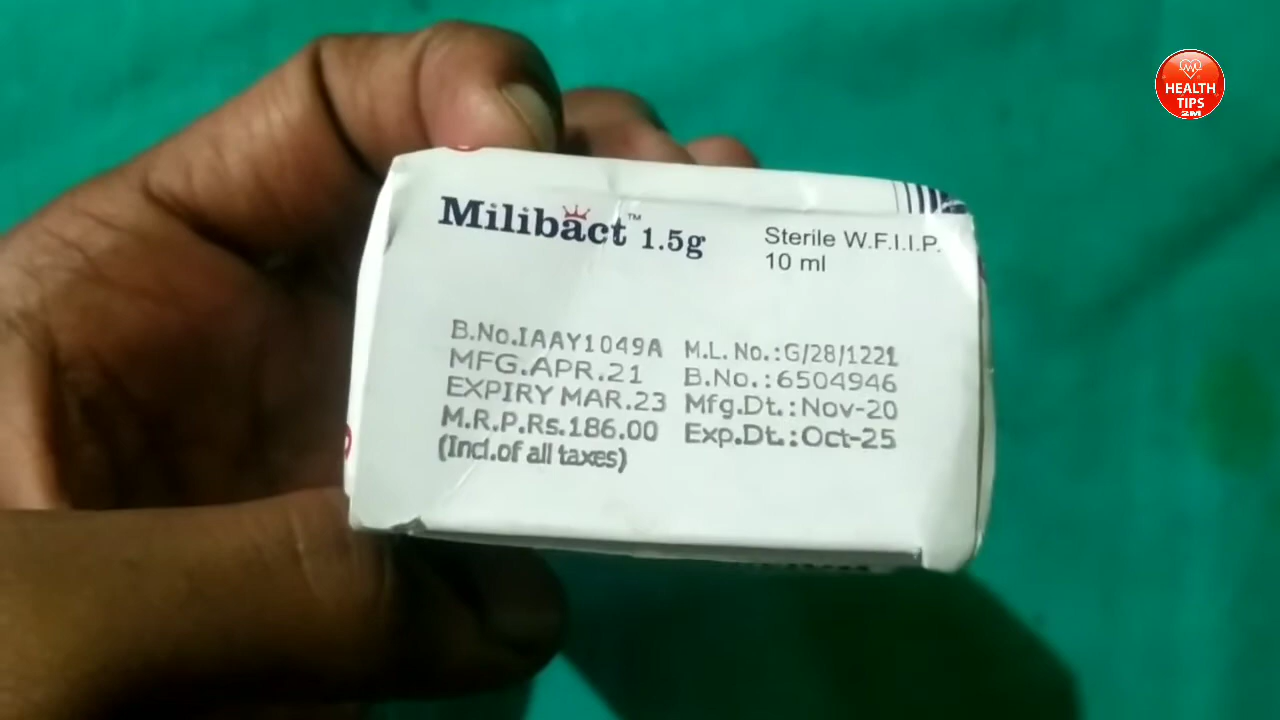 HEALTH
TIPS
2M
Milibact™ 1.5g
Sterile W.F.I.I.P.
10 ml
B.No.IAAY1049A
MFG.APR.21
EXPIRY MAR.23
M.R.P.Rs.186.00
(Incl.of all taxes)
M.L. No.:G/28/1221
B.No.:6504946
Mfg.Dt.:Nov-20
Exp.Dt.:Oct-25